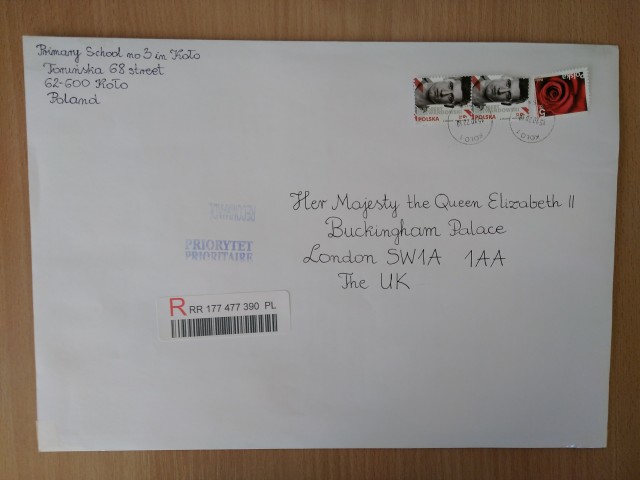 Primary School no 3 in Koło
Toruńska 68 street
62-600 Koło
Poland
POLSKA
POLSKA
Polska
Her Majesty the Queen Elizabeth II
Buckingham Palace
London SW1A 1AA
The UK
PRIORYTET
PRIORITAIRE
R RR 177 477 390 PL